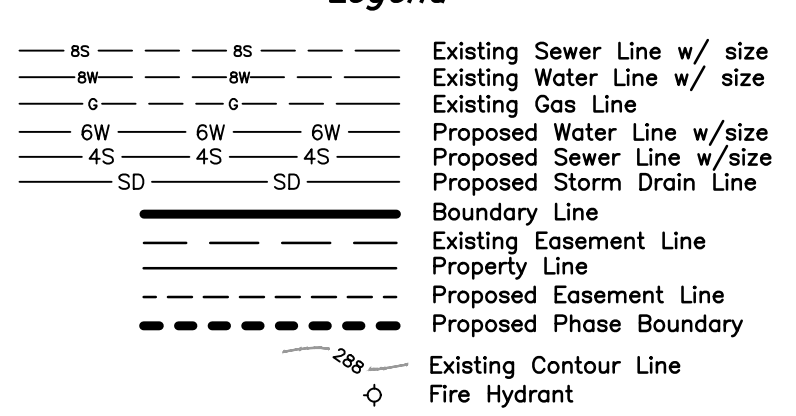 Legend
8S 8S Existing Sewer Line w/ size
8W 8W Existing Water Line w/ size
G G Existing Gas Line
6W 6W 6W Proposed Water Line w/size
4S 4S 4S Proposed Sewer Line w/size
SD SD Proposed Storm Drain Line
Boundary Line
Existing Easement Line
Property Line
Proposed Easement Line
Proposed Phase Boundary
288 Existing Contour Line
Fire Hydrant